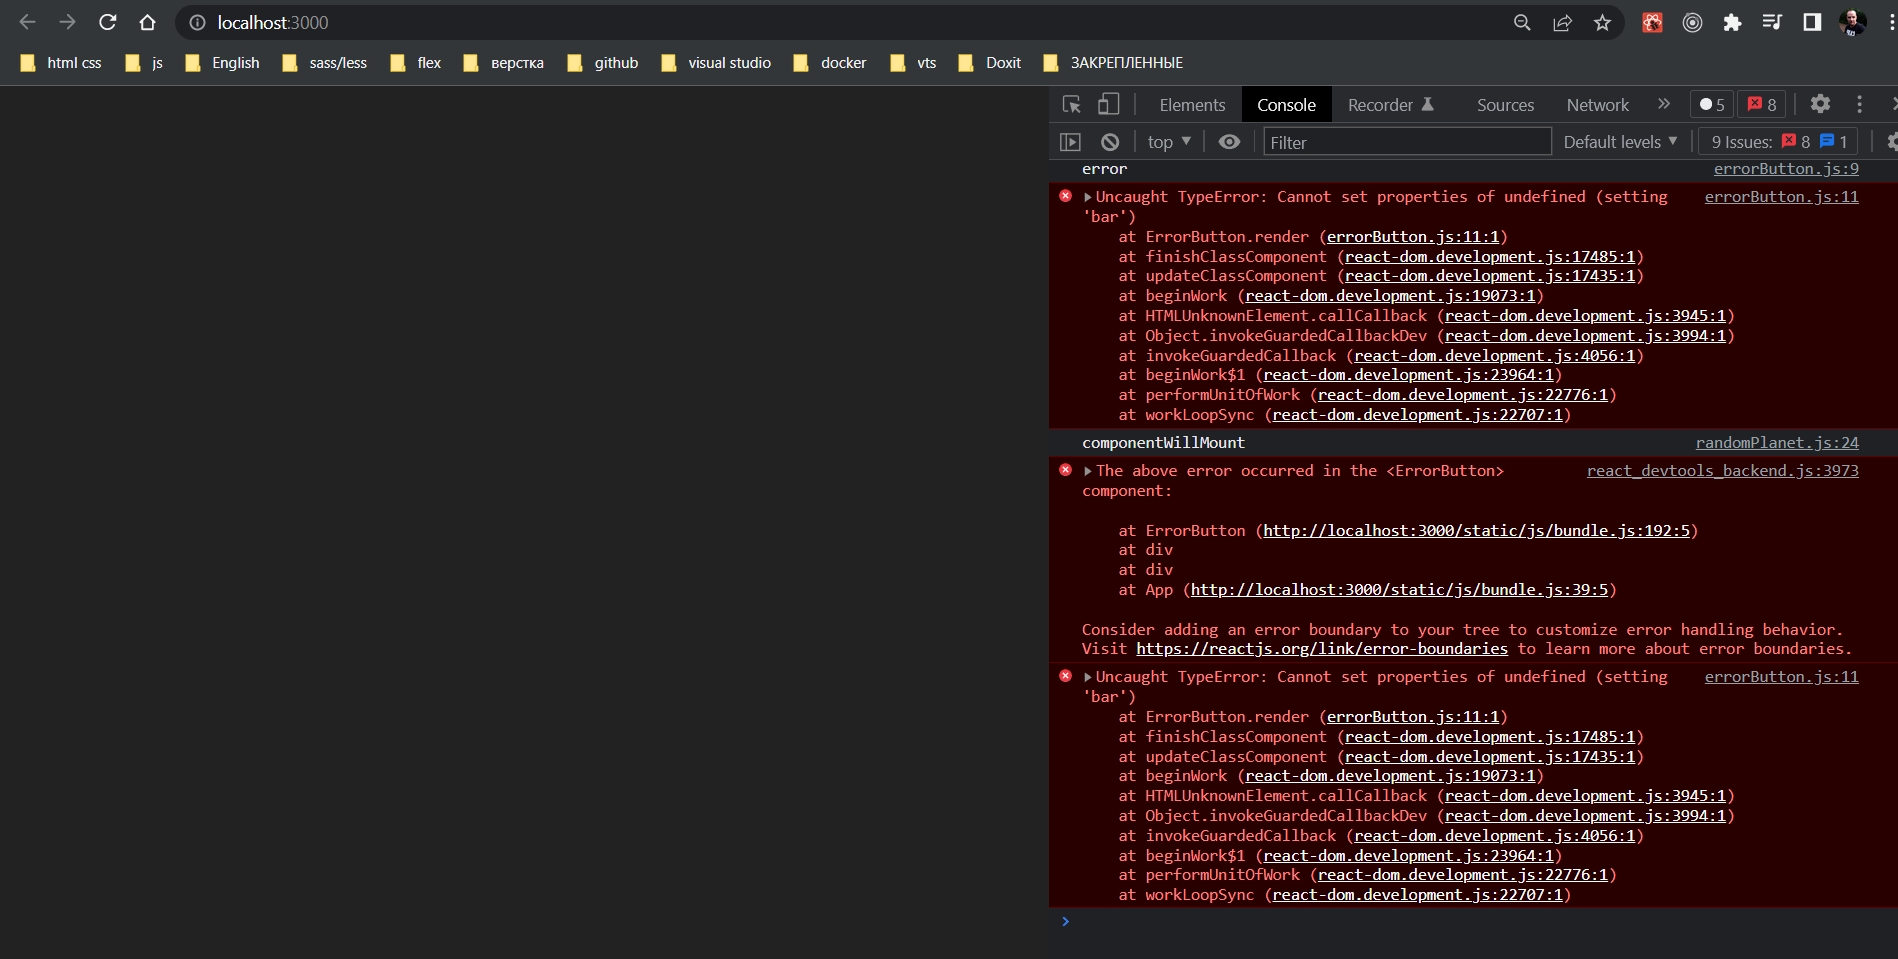 localhost:3000
html css js English sass/less flex верстка github visual studio docker vts Doxit ЗАКРЕПЛЕННЫЕ
Elements Console Recorder Sources Network » 5 8
top Filter Default levels 9 Issues: 8 1
error errorButton.js:9
Uncaught TypeError: Cannot set properties of undefined (setting errorButton.js:11
'bar')
at ErrorButton.render (errorButton.js:11:1)
at finishClassComponent (react-dom.development.js:17485:1)
at updateClassComponent (react-dom.development.js:17435:1)
at beginWork (react-dom.development.js:19073:1)
at HTMLUnknownElement.callCallback (react-dom.development.js:3945:1)
at Object.invokeGuardedCallbackDev (react-dom.development.js:3994:1)
at invokeGuardedCallback (react-dom.development.js:4056:1)
at beginWork$1 (react-dom.development.js:23964:1)
at performUnitOfWork (react-dom.development.js:22776:1)
at workLoopSync (react-dom.development.js:22707:1)
componentWillMount randomPlanet.js:24
The above error occurred in the <ErrorButton> react_devtools_backend.js:3973
component:
at ErrorButton (http://localhost:3000/static/js/bundle.js:192:5)
at div
at div
at App (http://localhost:3000/static/js/bundle.js:39:5)
Consider adding an error boundary to your tree to customize error handling behavior.
Visit https://reactjs.org/link/error-boundaries to learn more about error boundaries.
Uncaught TypeError: Cannot set properties of undefined (setting errorButton.js:11
'bar')
at ErrorButton.render (errorButton.js:11:1)
at finishClassComponent (react-dom.development.js:17485:1)
at updateClassComponent (react-dom.development.js:17435:1)
at beginWork (react-dom.development.js:19073:1)
at HTMLUnknownElement.callCallback (react-dom.development.js:3945:1)
at Object.invokeGuardedCallbackDev (react-dom.development.js:3994:1)
at invokeGuardedCallback (react-dom.development.js:4056:1)
at beginWork$1 (react-dom.development.js:23964:1)
at performUnitOfWork (react-dom.development.js:22776:1)
at workLoopSync (react-dom.development.js:22707:1)